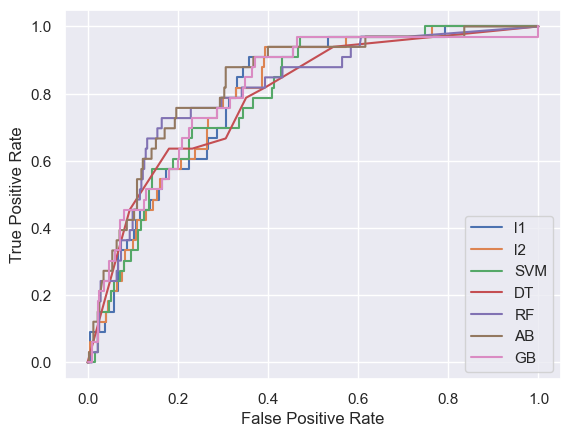 1.0
0.8
0.6
0.4
0.2
0.0
True Positive Rate
0.0 0.2 0.4 0.6 0.8 1.0
False Positive Rate
l1
l2
SVM
DT
RF
AB
GB